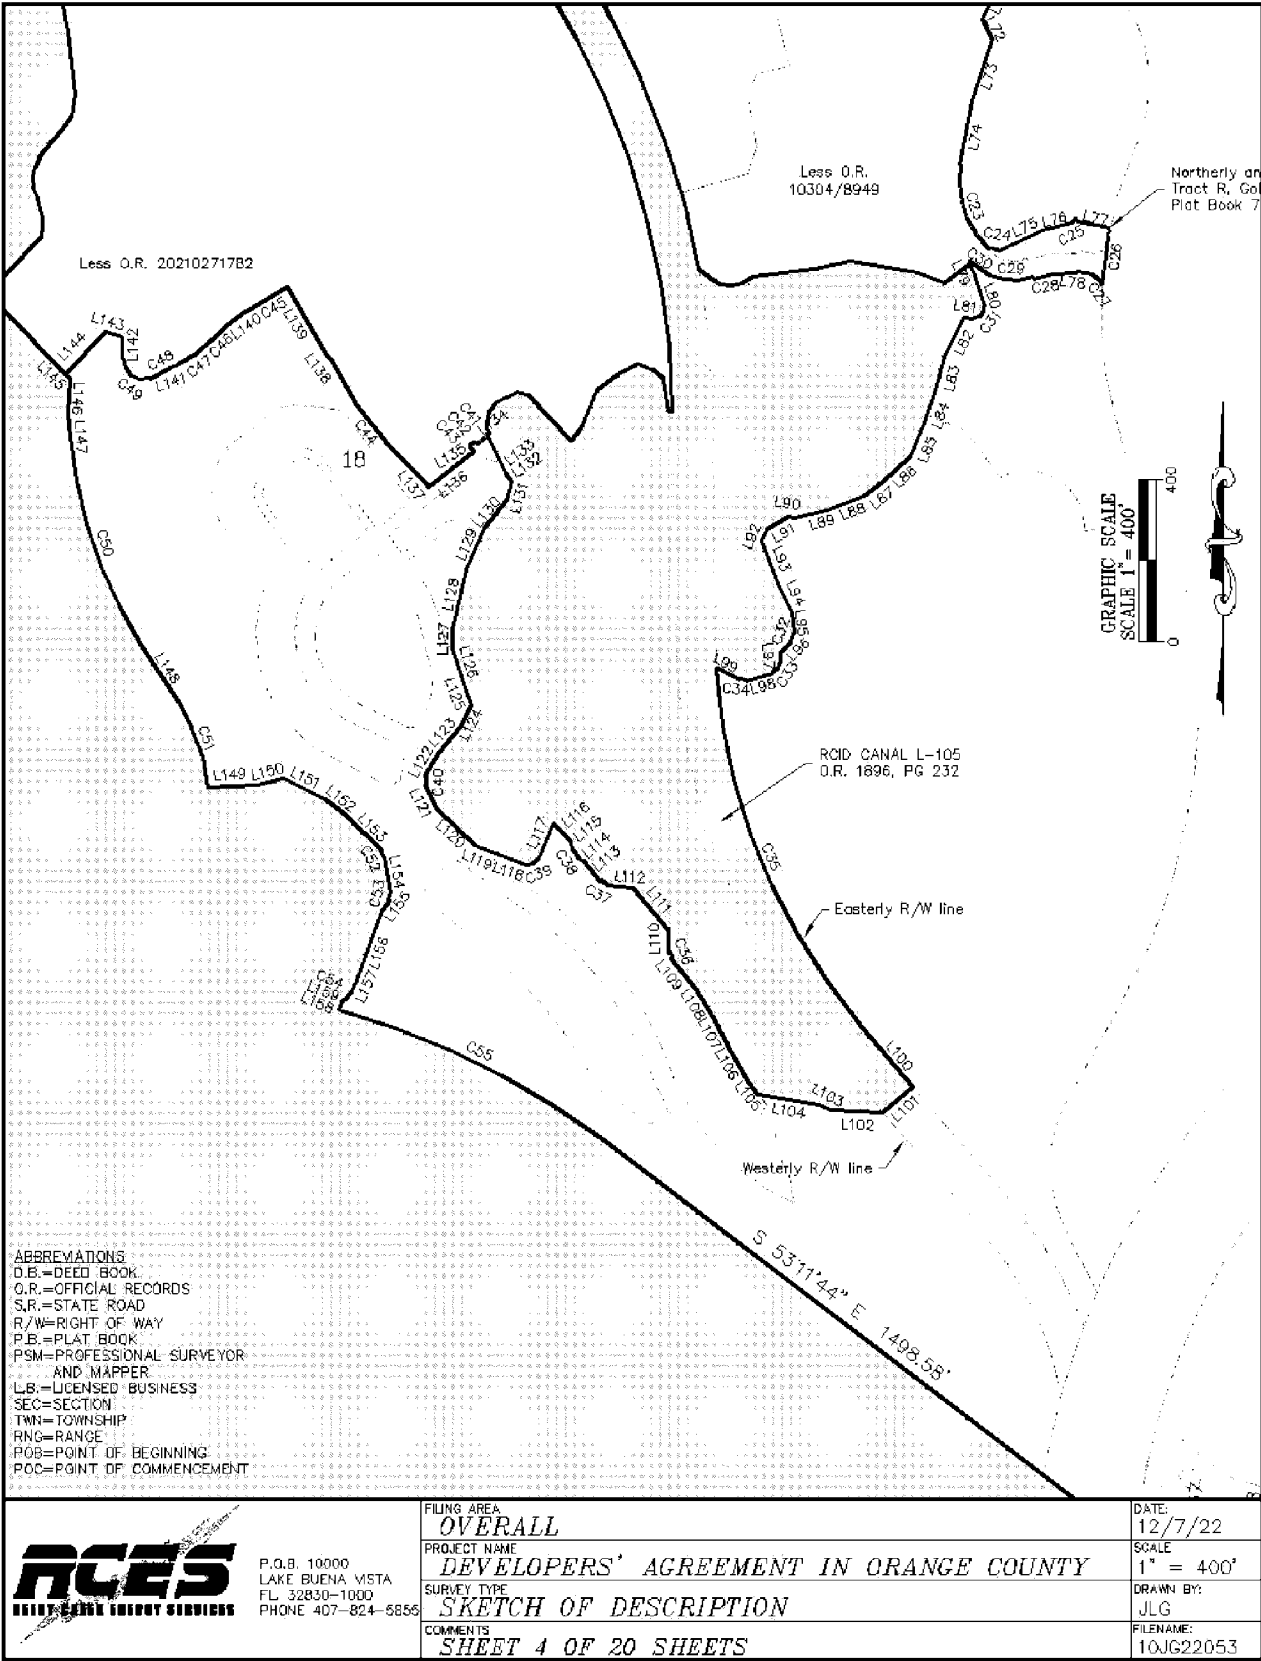 L72
L73
L74
Less O.R.
10304/8949
Northerly an
Tract R, Gol
Plat Book 7
C23
C24
L75
L76
L77
C25
C26
C30
C29
C28
L78
C27
L79
L80
L81
C31
L82
L83
L84
L85
L86
L87
L88
L89
L90
L91
L92
L93
L94
L95
C32
L96
L97
C33
L98
C34
L99
Less O.R. 20210271782
L143
L142
L144
L145
L146
L147
C49
C48
L141
C47
C46
L140
C45
L139
L138
C44
18
L137
L136
L135
L134
L133
L132
L131
L130
L129
L128
L127
L126
L125
L124
L123
L122
C40
L121
L120
L119
L118
C39
L117
L116
L115
L114
L113
C38
C37
L112
L111
L110
C36
L109
L108
L107
L106
L105
L104
L103
L102
L101
L100
C35
C50
L148
C51
L149
L150
L151
L152
L153
C52
L154
C53
L155
L156
L157
C54
C55
GRAPHIC SCALE
SCALE 1" = 400'
0
400
RCID CANAL L-105
O.R. 1896, PG 232
Easterly R/W line
Westerly R/W line
S 53°11'44" E 1498.58'
ABBREVIATIONS
D.B.=DEED BOOK
O.R.=OFFICIAL RECORDS
S.R.=STATE ROAD
R/W=RIGHT OF WAY
P.B.=PLAT BOOK
PSM=PROFESSIONAL SURVEYOR
AND MAPPER
L.B.=LICENSED BUSINESS
SEC=SECTION
TWN=TOWNSHIP
RNG=RANGE
POB=POINT OF BEGINNING
POC=POINT OF COMMENCEMENT
RCES
REEDY CREEK ENERGY SERVICES
P.O.B. 10000
LAKE BUENA VISTA
FL 32830-1000
PHONE 407-824-5855
FILING AREA
OVERALL
PROJECT NAME
DEVELOPERS' AGREEMENT IN ORANGE COUNTY
SURVEY TYPE
SKETCH OF DESCRIPTION
COMMENTS
SHEET 4 OF 20 SHEETS
DATE:
12/7/22
SCALE
1" = 400'
DRAWN BY:
JLG
FILENAME:
10JG22053